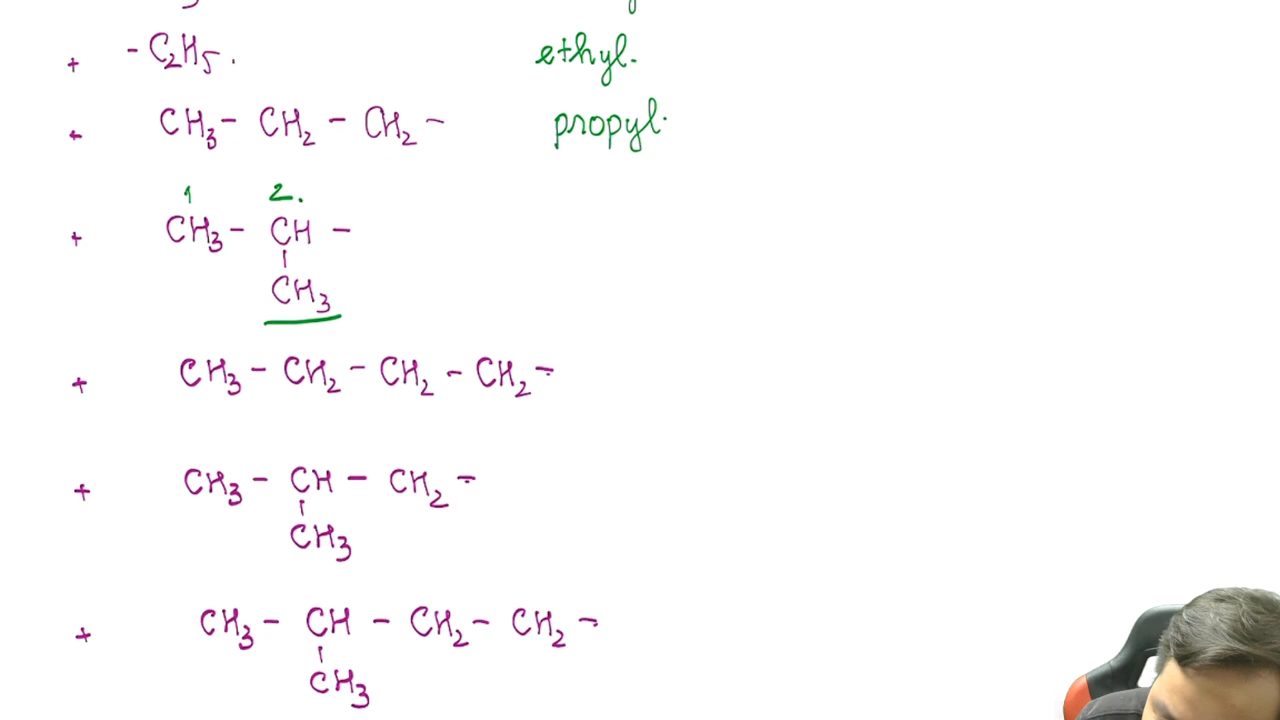 + - C₂H₅. ethyl.
+ CH₃ - CH₂ - CH₂ - propyl.
1 2.
+ CH₃ - CH -
CH₃
+ CH₃ - CH₂ - CH₂ - CH₂ -
+ CH₃ - CH - CH₂ -
CH₃
+ CH₃ - CH - CH₂ - CH₂ -
CH₃